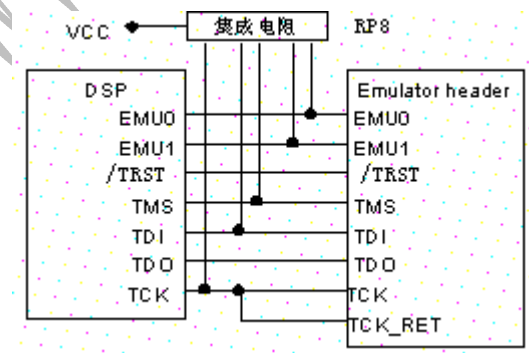 VCC 集成电阻 RP8
DSP
EMU0
EMU1
/TRST
TMS
TDI
TDO
TCK
Emulator header
EMU0
EMU1
/TRST
TMS
TDI
TDO
TCK
TCK_RET